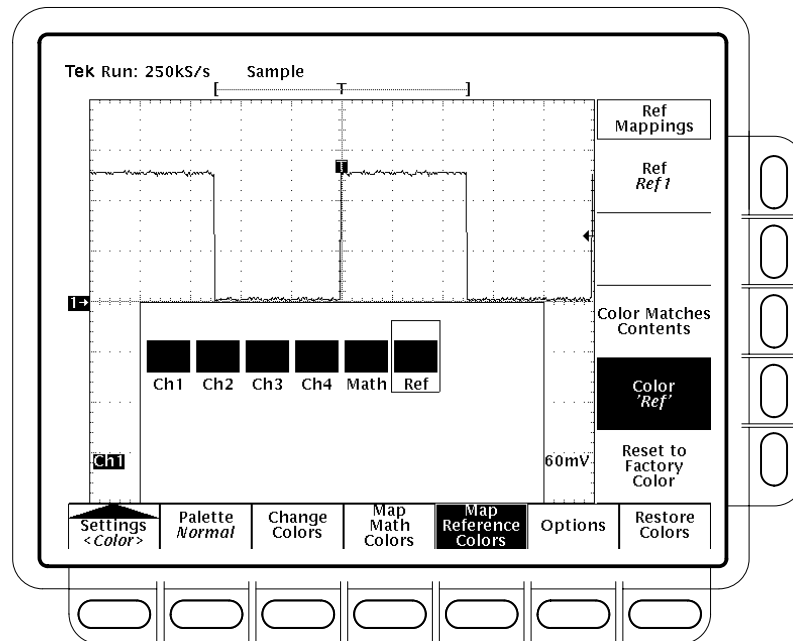 Tek Run: 250kS/s Sample
[ T ]
T
1→
Ch1 Ch2 Ch3 Ch4 Math Ref
Ch1
60mV
Ref
Mappings
Ref
Ref 1
Color Matches
Contents
Color
'Ref'
Reset to
Factory
Color
Settings
<Color>
Palette
Normal
Change
Colors
Map
Math
Colors
Map
Reference
Colors
Options
Restore
Colors